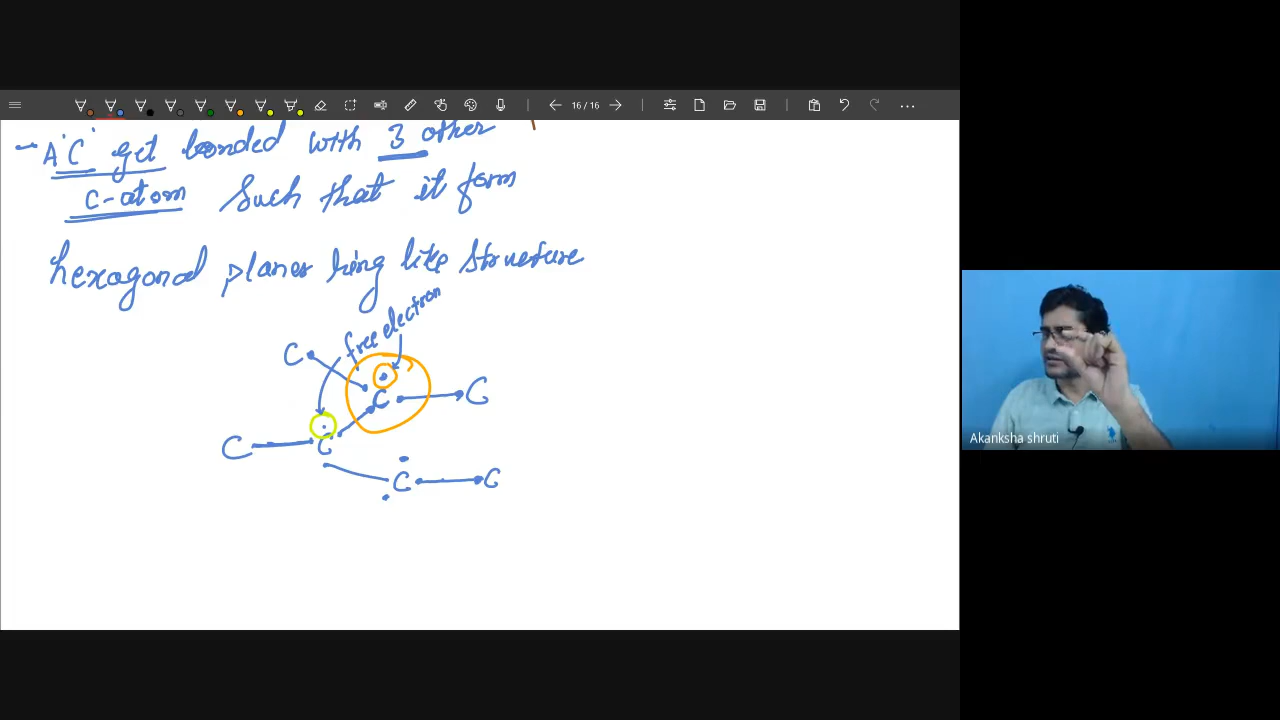 16 / 16
- A 'C' get bonded with 3 other
C-atom Such that it form
hexagonal planer ring like structure
free electron
C
C C
C C
C C
Akanksha shruti